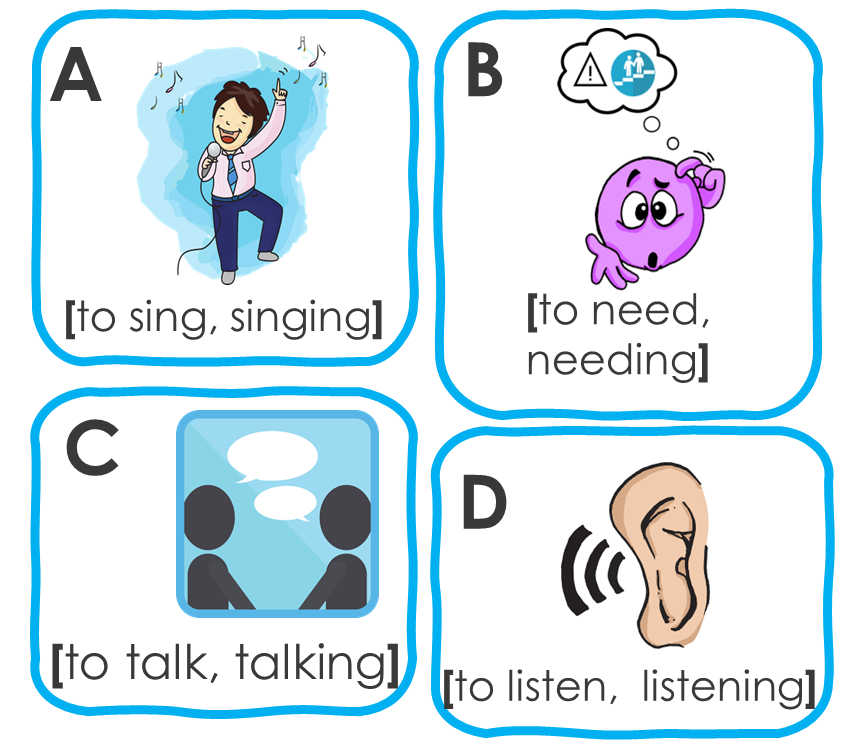 A
[to sing, singing]
B
[to need,
needing]
C
[to talk, talking]
D
[to listen,  listening]